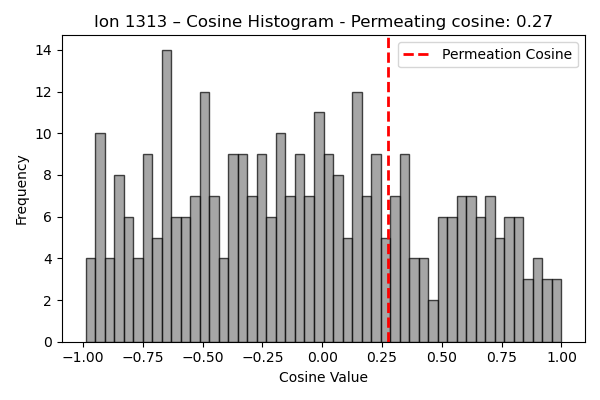 Ion 1313 – Cosine Histogram - Permeating cosine: 0.27
Permeation Cosine
Frequency
14
12
10
8
6
4
2
0
−1.00 −0.75 −0.50 −0.25 0.00 0.25 0.50 0.75 1.00
Cosine Value